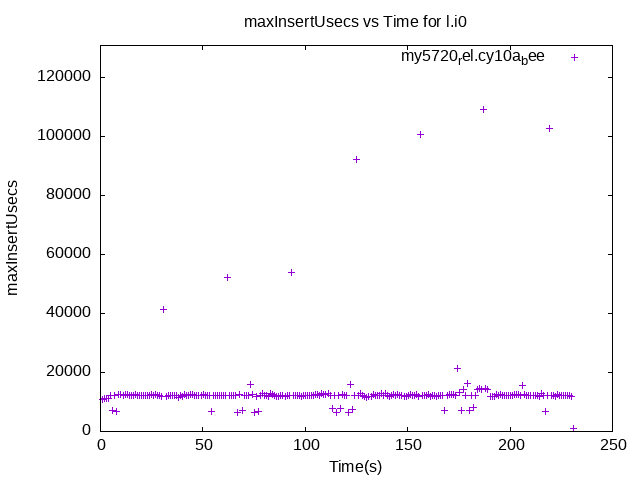 maxInsertUsecs vs Time for l.i0
my5720rel.cy10abee
maxInsertUsecs
120000
100000
80000
60000
40000
20000
0
0 50 100 150 200 250
Time(s)